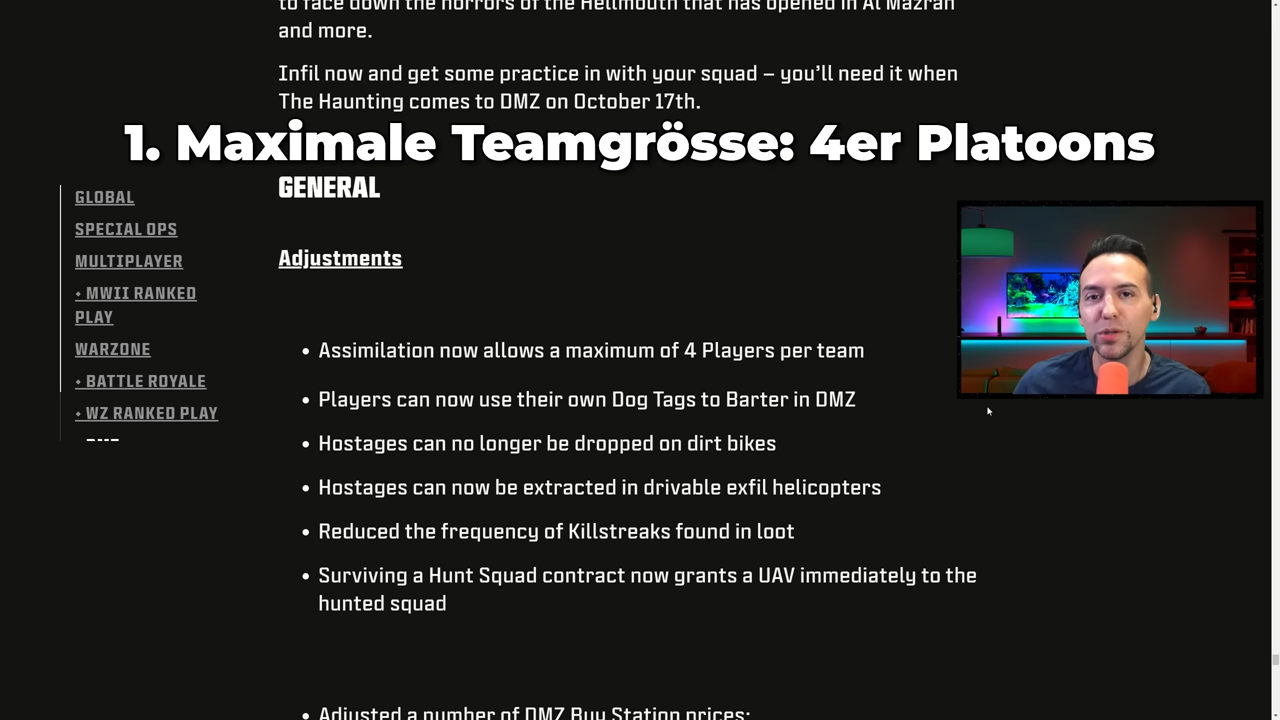 to face down the horrors of the Hellmouth that has opened in Al Mazrah
and more.
Infil now and get some practice in with your squad – you’ll need it when
The Haunting comes to DMZ on October 17th.
1. Maximale Teamgrösse: 4er Platoons
GENERAL
GLOBAL
SPECIAL OPS
MULTIPLAYER
• MWII RANKED
PLAY
WARZONE
• BATTLE ROYALE
• WZ RANKED PLAY
• DMZ
Adjustments
• Assimilation now allows a maximum of 4 Players per team
• Players can now use their own Dog Tags to Barter in DMZ
• Hostages can no longer be dropped on dirt bikes
• Hostages can now be extracted in drivable exfil helicopters
• Reduced the frequency of Killstreaks found in loot
• Surviving a Hunt Squad contract now grants a UAV immediately to the
hunted squad
• Adjusted a number of DMZ Buy Station prices: